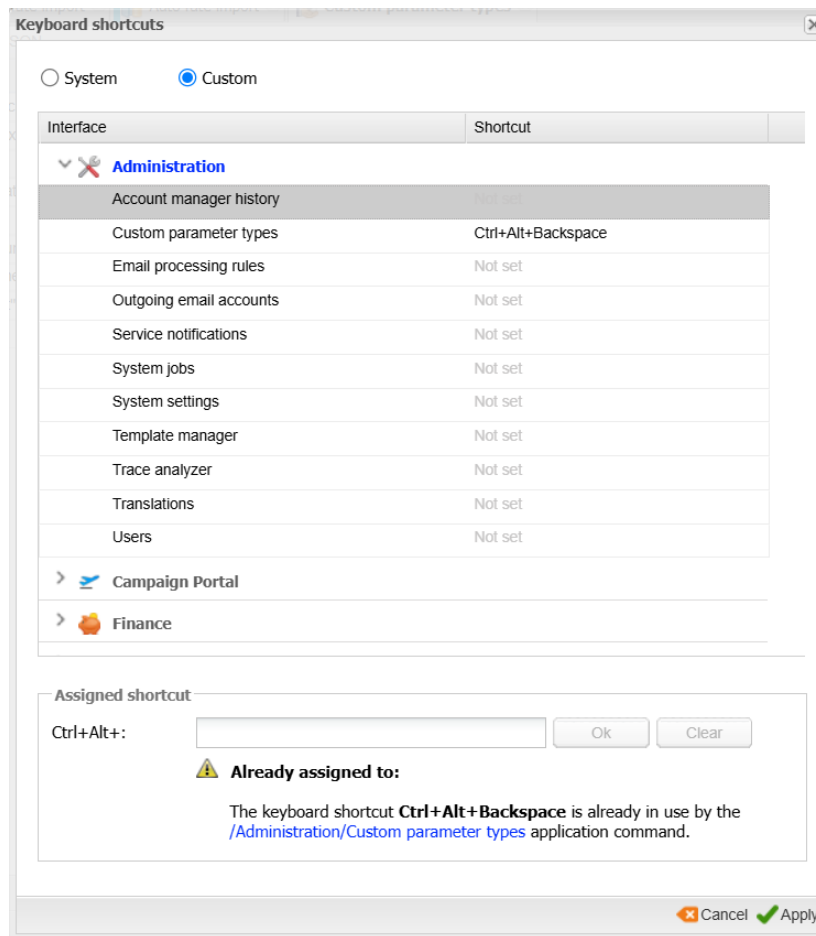 Custom parameter types
Keyboard shortcuts
System Custom
Interface Shortcut
Administration
Account manager history Not set
Custom parameter types Ctrl+Alt+Backspace
Email processing rules Not set
Outgoing email accounts Not set
Service notifications Not set
System jobs Not set
System settings Not set
Template manager Not set
Trace analyzer Not set
Translations Not set
Users Not set
Campaign Portal
Finance
Assigned shortcut
Ctrl+Alt+: Ok Clear
Already assigned to:
The keyboard shortcut Ctrl+Alt+Backspace is already in use by the
/Administration/Custom parameter types application command.
Cancel Apply